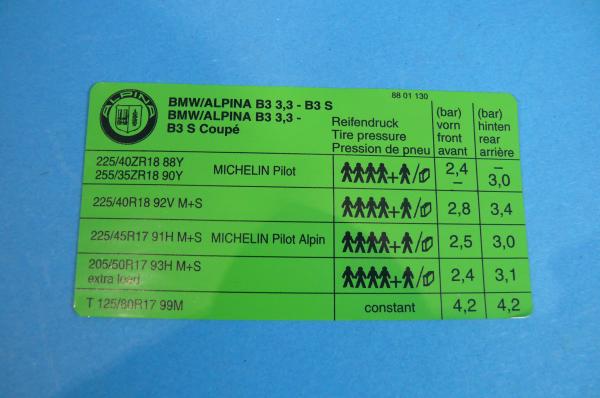 88 01 130
ALPINA
BMW/ALPINA B3 3,3 - B3 S
BMW/ALPINA B3 3,3 -
B3 S Coupé
Reifendruck
Tire pressure
Pression de pneu
(bar)
vorn
front
avant
(bar)
hinten
rear
arrière
225/40ZR18 88Y
255/35ZR18 90Y
MICHELIN Pilot
+ /
2,4
–
–
3,0
225/40R18 92V M+S
+ /
2,8
3,4
225/45R17 91H M+S
MICHELIN Pilot Alpin
+ /
2,5
3,0
205/50R17 93H M+S
extra load
+ /
2,4
3,1
T 125/80R17 99M
constant
4,2
4,2